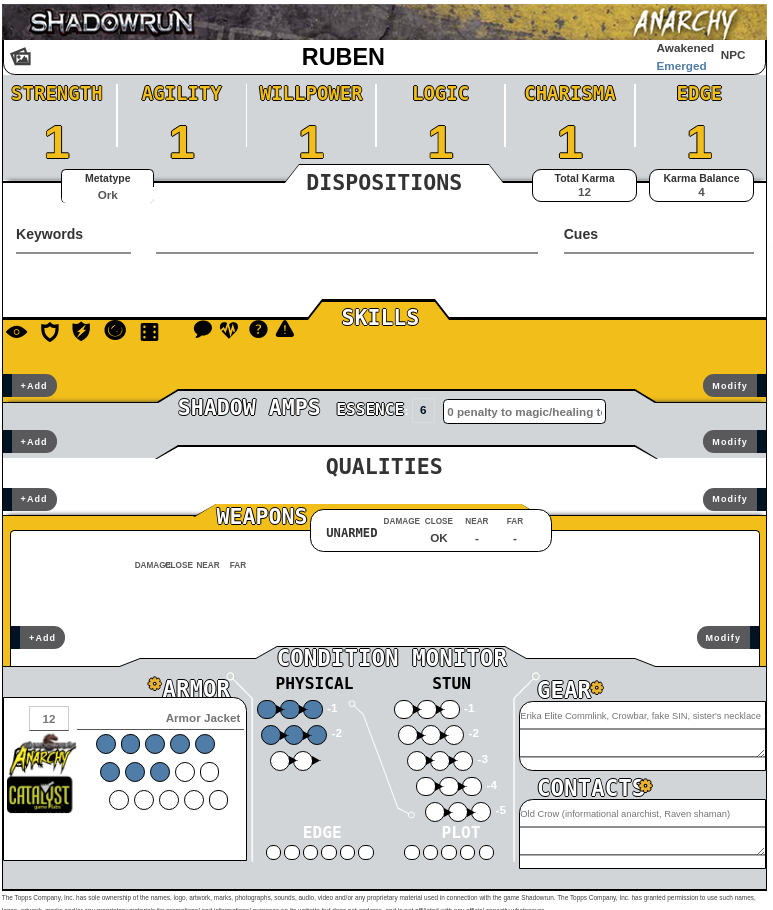 SHADOWRUN
ANARCHY
RUBEN
Awakened
Emerged
NPC
STRENGTH AGILITY WILLPOWER LOGIC CHARISMA EDGE
1 1 1 1 1 1
Metatype
Ork
DISPOSITIONS
Total Karma
12
Karma Balance
4
Keywords
Cues
SKILLS
+Add
Modify
SHADOW AMPS ESSENCE: 6 0 penalty to magic/healing t
+Add
Modify
QUALITIES
+Add
Modify
WEAPONS
DAMAGE CLOSE NEAR FAR
UNARMED OK - -
DAMAGE CLOSE NEAR FAR
+Add
Modify
CONDITION MONITOR
ARMOR
PHYSICAL
STUN
GEAR
12
Armor Jacket
-1
-2
-1
-2
-3
-4
-5
Erika Elite Commlink, Crowbar, fake SIN, sister's necklace
ANARCHY
CATALYST
game labs
CONTACTS
Old Crow (informational anarchist, Raven shaman)
EDGE
PLOT
The Topps Company, Inc. has sole ownership of the names, logo, artwork, marks, photographs, sounds, audio, video and/or any proprietary material used in connection with the game Shadowrun. The Topps Company, Inc. has granted permission to use such names,